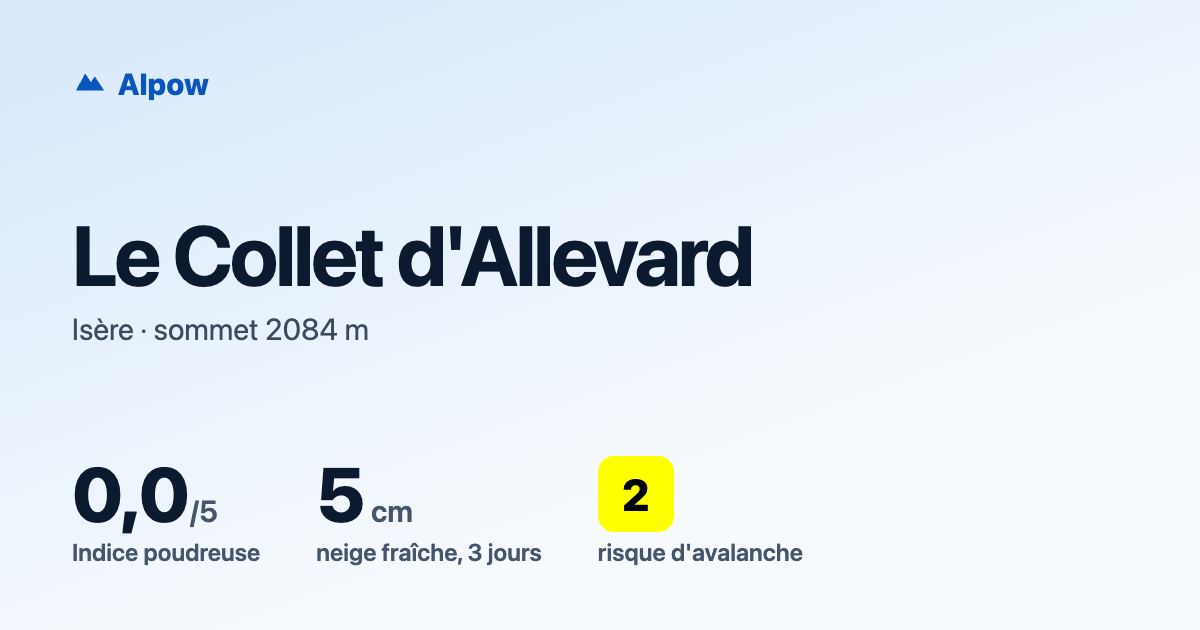 Alpow
Le Collet d'Allevard
Isère · sommet 2084 m
0,0/5
Indice poudreuse
5 cm
neige fraîche, 3 jours
2
risque d'avalanche